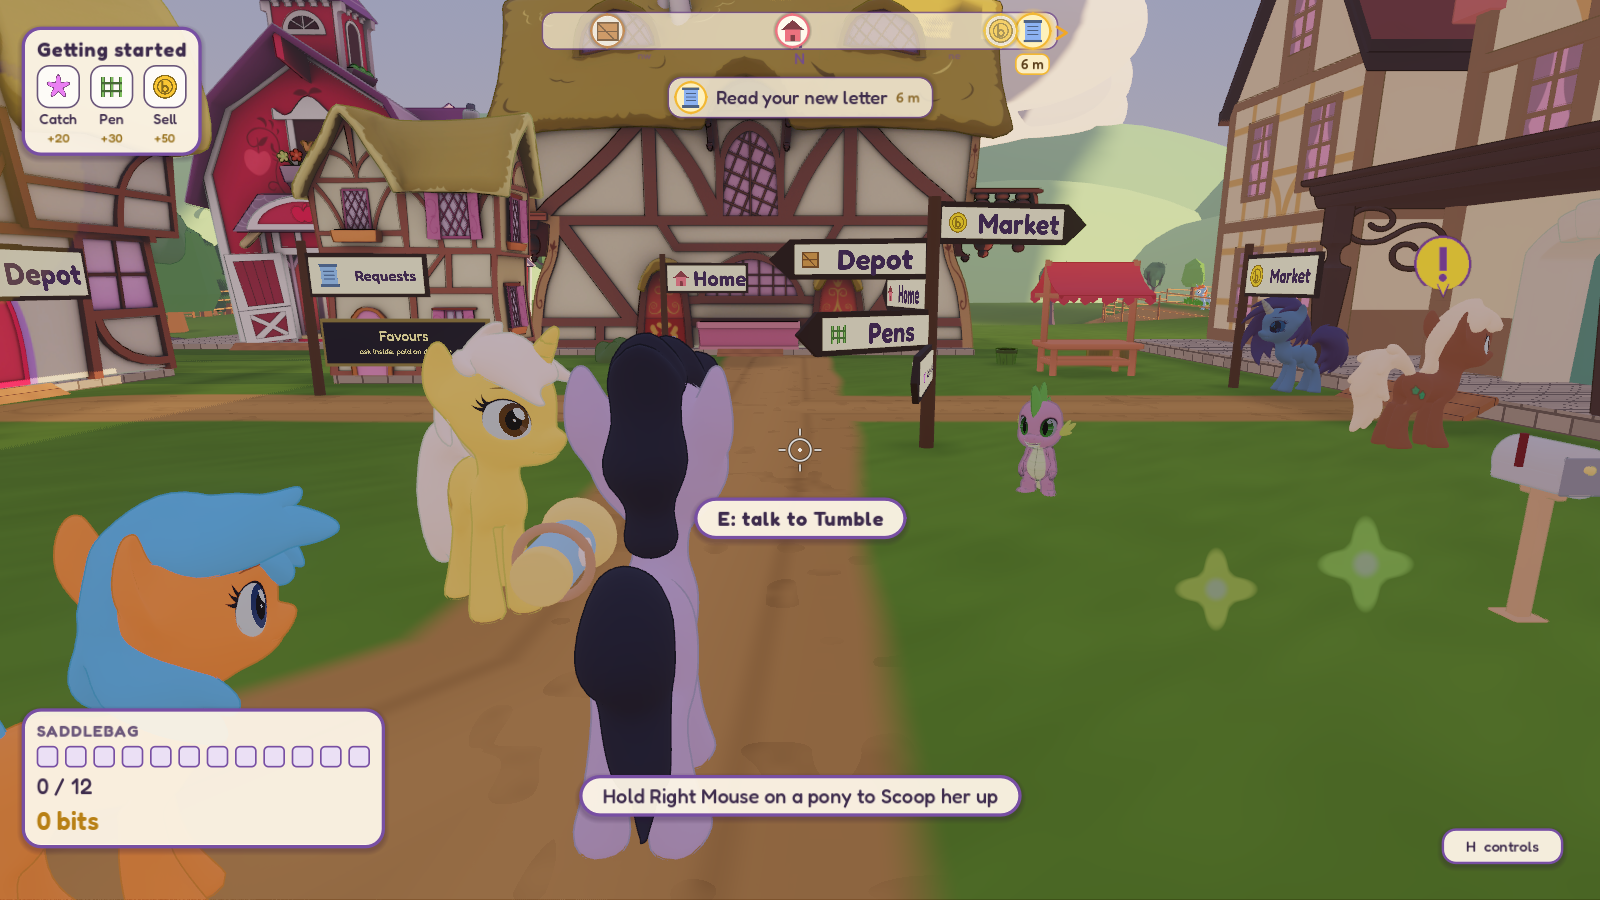 Getting started
Catch
Pen
Sell
+20
+30
+50
N
6 m
Read your new letter 6 m
Depot
Requests
Favours
Home
Market
Depot
Home
Pens
Market
E: talk to Tumble
SADDLEBAG
0 / 12
0 bits
Hold Right Mouse on a pony to Scoop her up
H controls